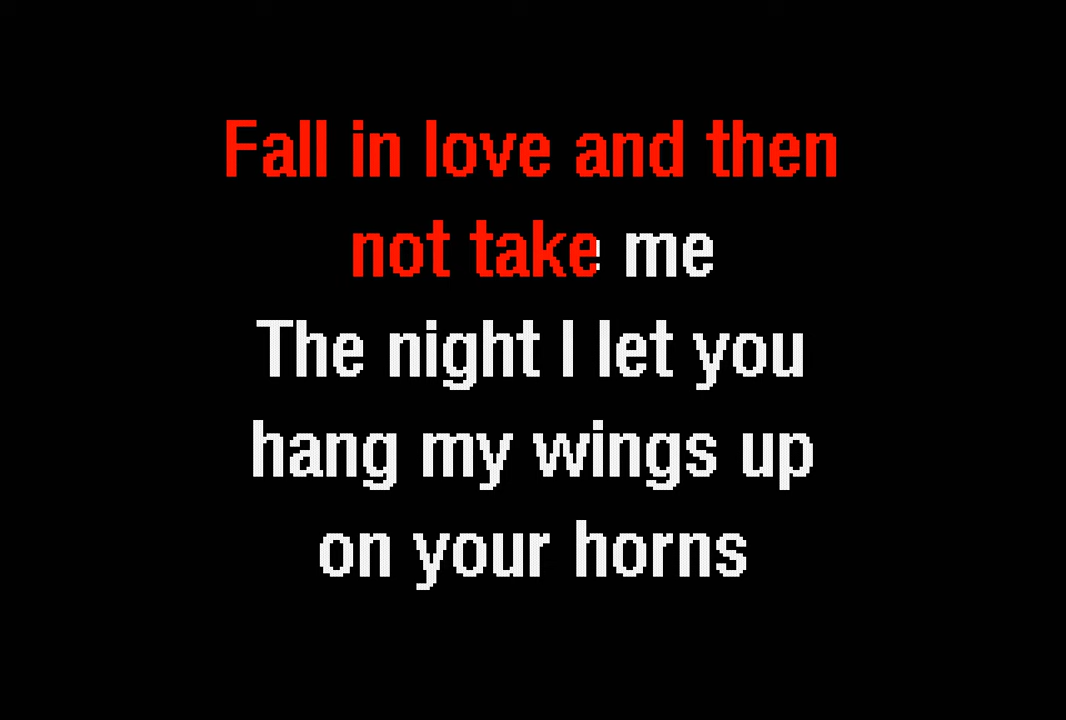 Fall in love and then
not take me
The night I let you
hang my wings up
on your horns